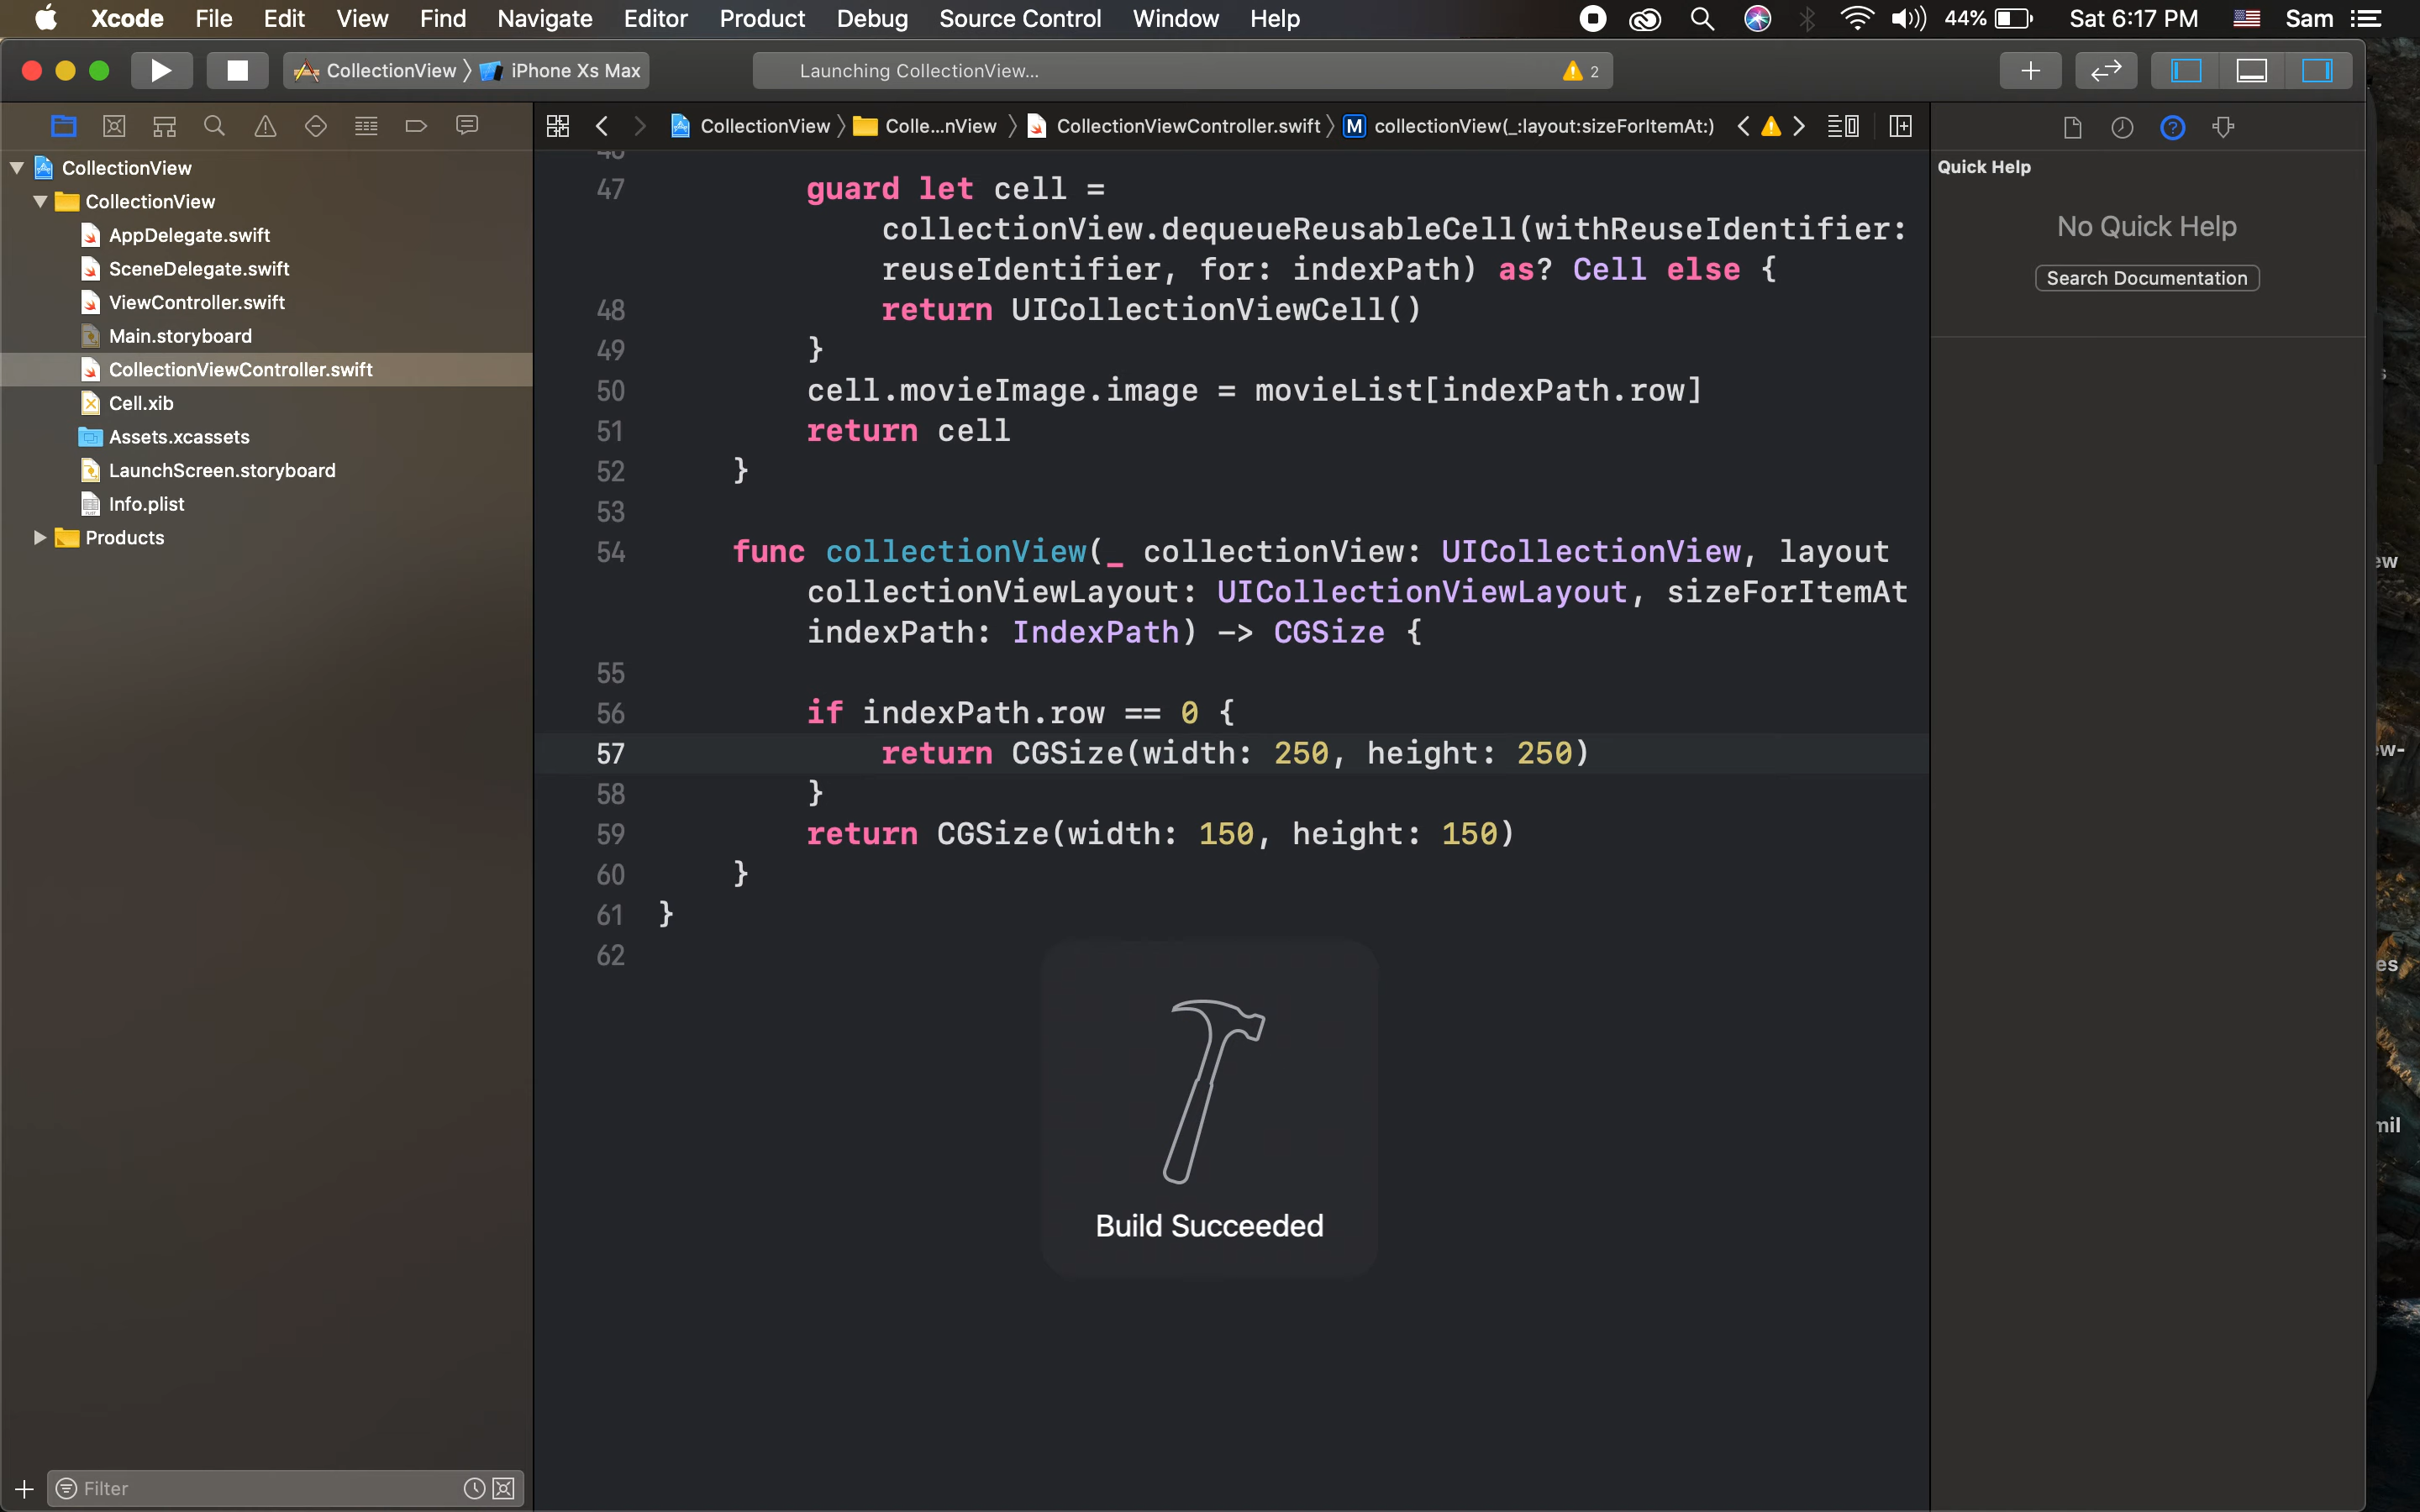 Xcode File Edit View Find Navigate Editor Product Debug Source Control Window Help 44% Sat 6:17 PM Sam
CollectionView iPhone Xs Max Launching CollectionView... 2
CollectionView Colle...nView CollectionViewController.swift M collectionView(_:layout:sizeForItemAt:)
CollectionView
CollectionView
AppDelegate.swift
SceneDelegate.swift
ViewController.swift
Main.storyboard
CollectionViewController.swift
Cell.xib
Assets.xcassets
LaunchScreen.storyboard
Info.plist
Products
Filter
47 guard let cell =
collectionView.dequeueReusableCell(withReuseIdentifier:
reuseIdentifier, for: indexPath) as? Cell else {
48 return UICollectionViewCell()
49 }
50 cell.movieImage.image = movieList[indexPath.row]
51 return cell
52 }
53
54 func collectionView(_ collectionView: UICollectionView, layout
collectionViewLayout: UICollectionViewLayout, sizeForItemAt
indexPath: IndexPath) -> CGSize {
55
56 if indexPath.row == 0 {
57 return CGSize(width: 250, height: 250)
58 }
59 return CGSize(width: 150, height: 150)
60 }
61 }
62
Build Succeeded
Quick Help
No Quick Help
Search Documentation